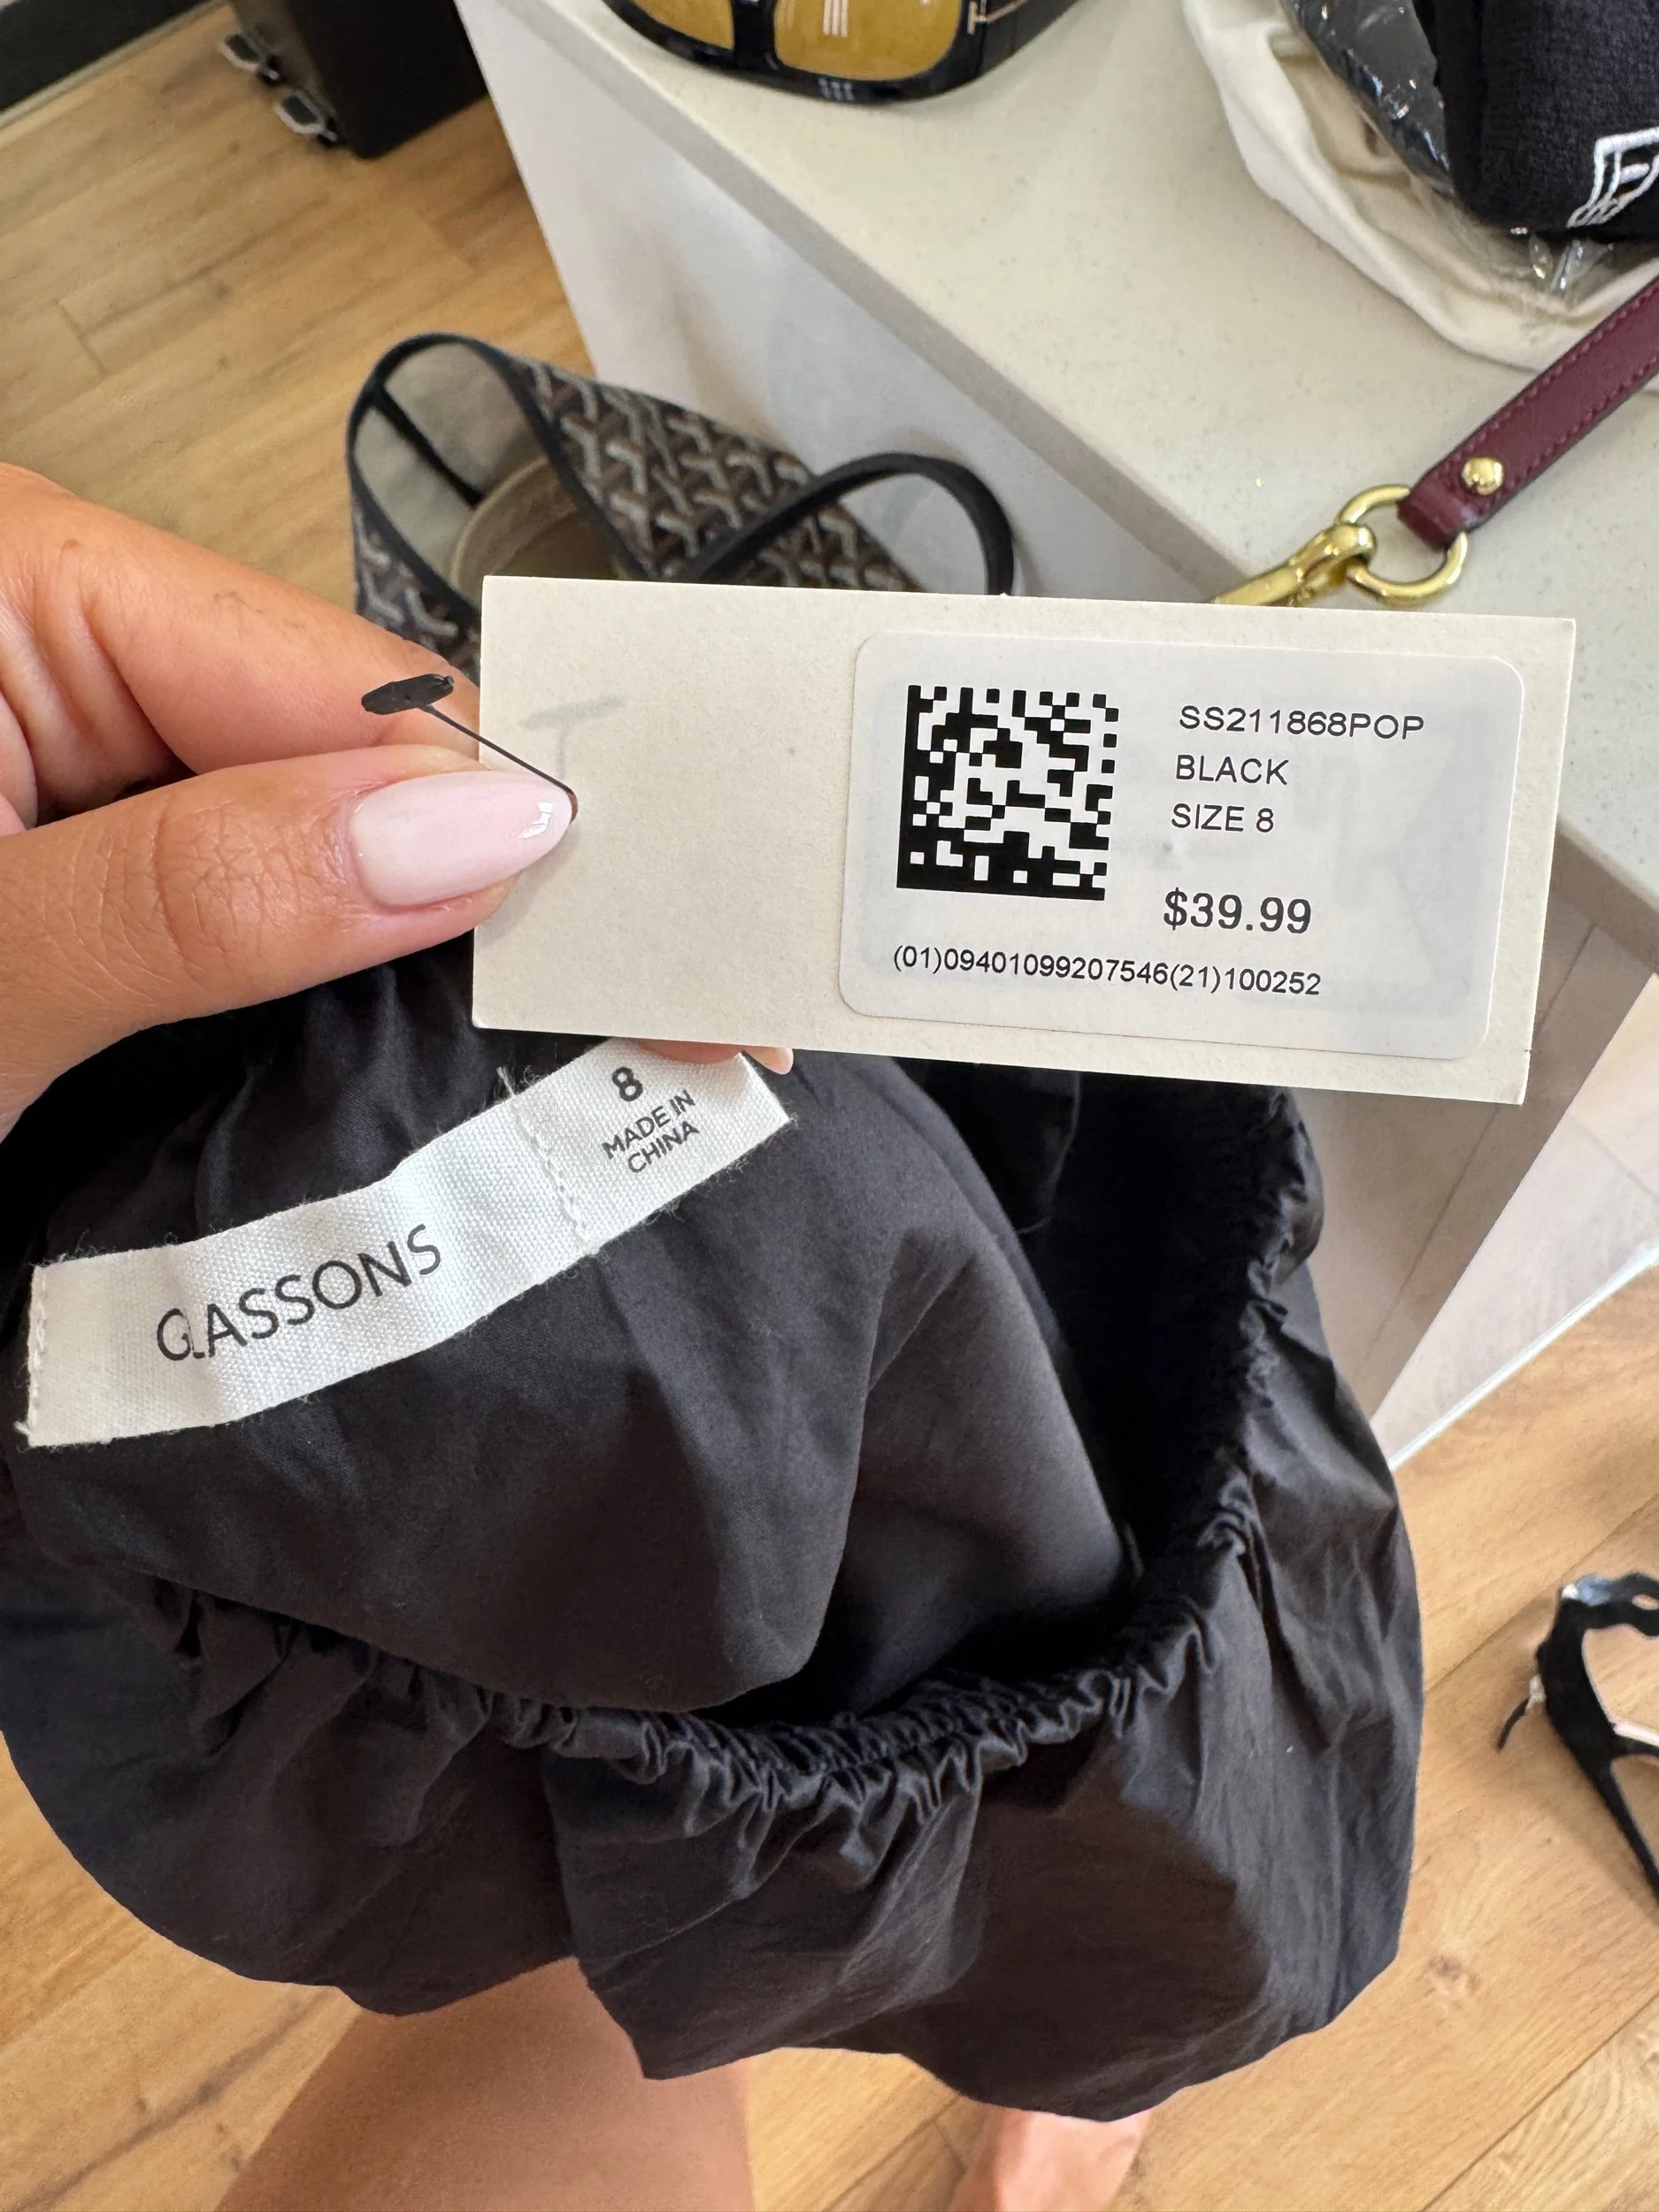 SS211868POP
BLACK
SIZE 8
$39.99
(01)09401099207546(21)100252
8
MADE IN
CHINA
GLASSONS